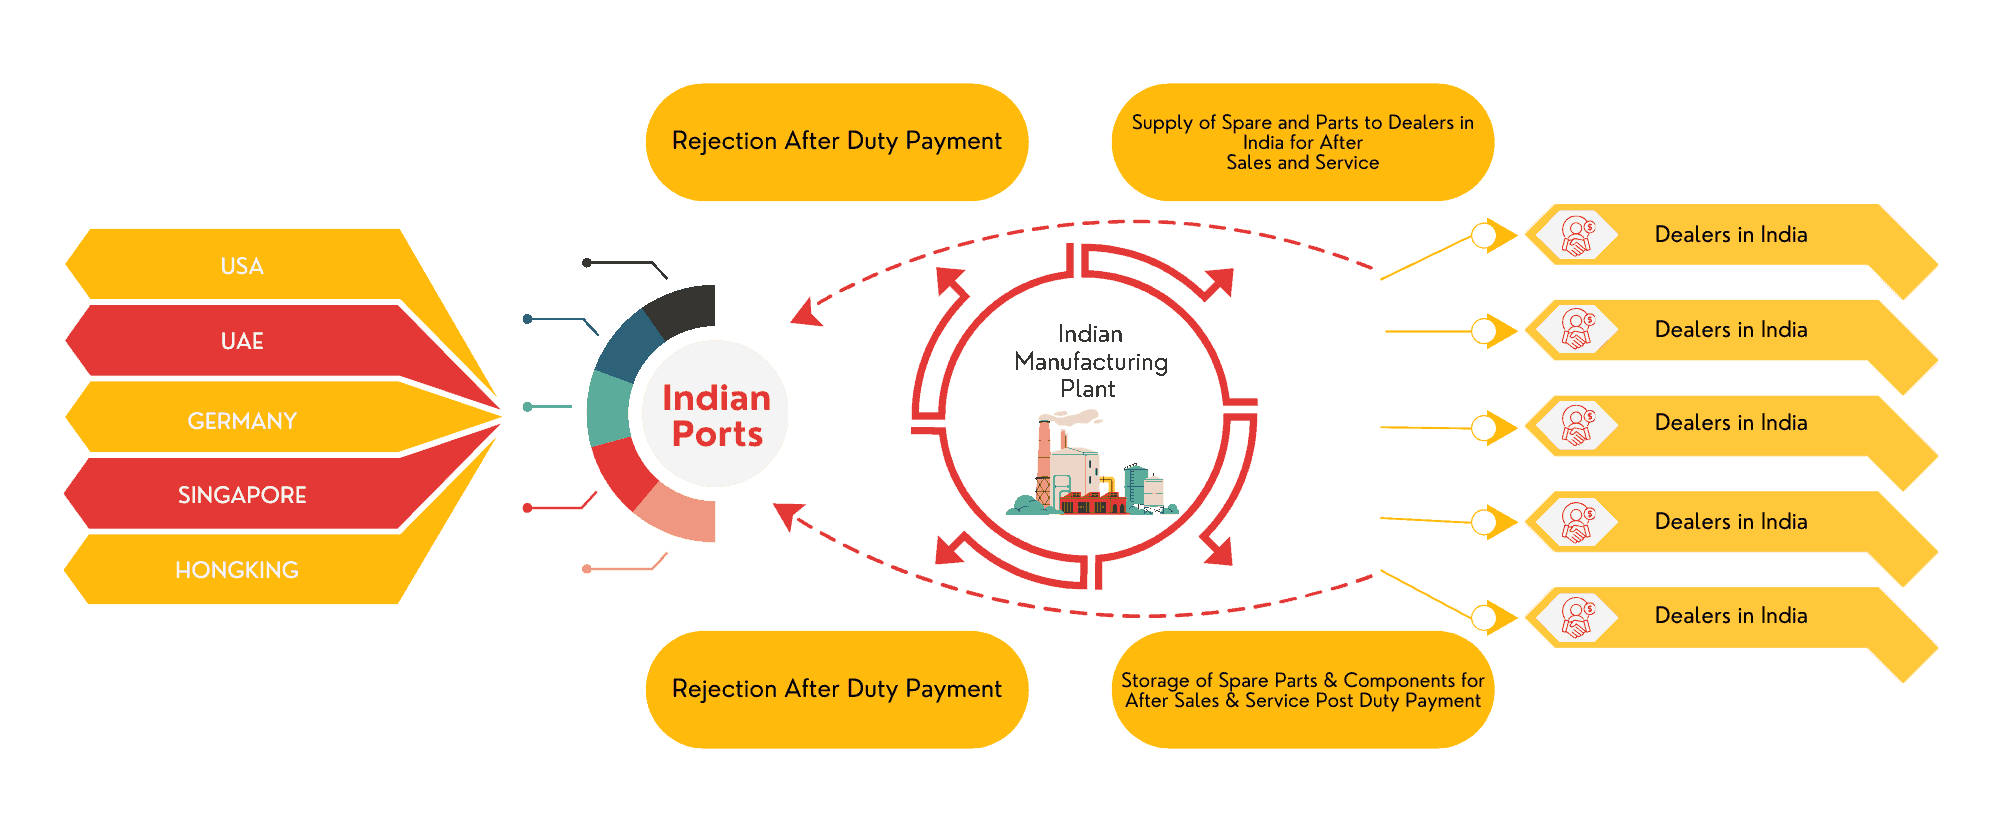 Rejection After Duty Payment
Supply of Spare and Parts to Dealers in
India for After
Sales and Service
USA
UAE
GERMANY
SINGAPORE
HONGKING
Indian
Ports
Indian
Manufacturing
Plant
Dealers in India
Dealers in India
Dealers in India
Dealers in India
Dealers in India
Rejection After Duty Payment
Storage of Spare Parts & Components for
After Sales & Service Post Duty Payment